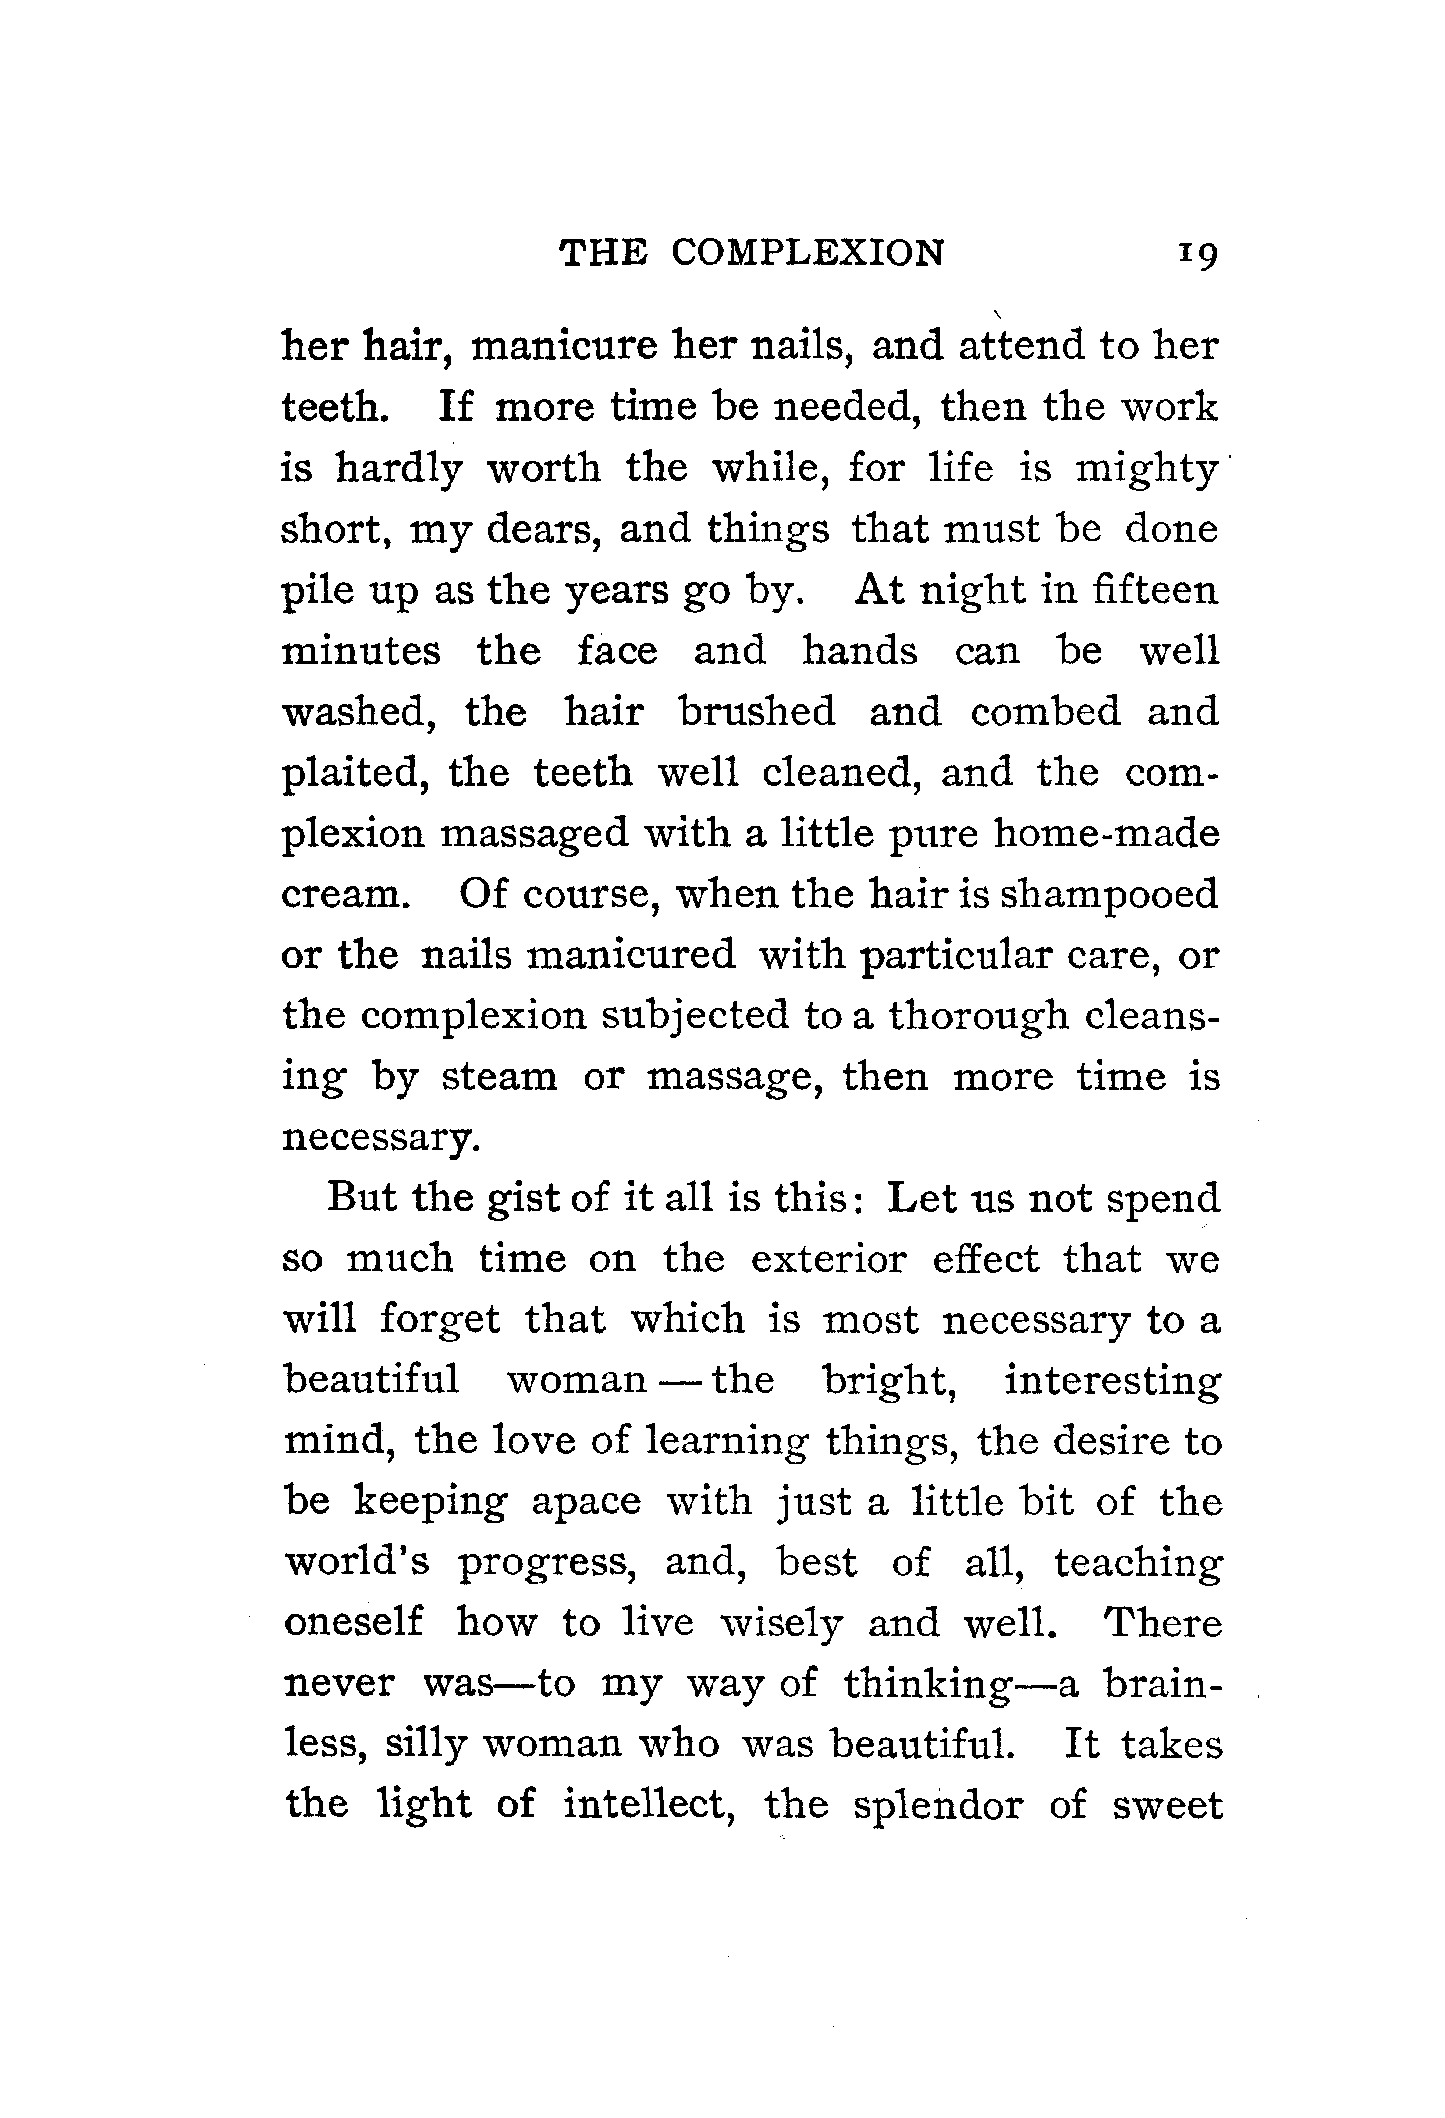 THE COMPLEXION 19
her hair, manicure her nails, and attend to her
teeth. If more time be needed, then the work
is hardly worth the while, for life is mighty
short, my dears, and things that must be done
pile up as the years go by. At night in fifteen
minutes the face and hands can be well
washed, the hair brushed and combed and
plaited, the teeth well cleaned, and the com-
plexion massaged with a little pure home-made
cream. Of course, when the hair is shampooed
or the nails manicured with particular care, or
the complexion subjected to a thorough cleans-
ing by steam or massage, then more time is
necessary.
But the gist of it all is this: Let us not spend
so much time on the exterior effect that we
will forget that which is most necessary to a
beautiful woman — the bright, interesting
mind, the love of learning things, the desire to
be keeping apace with just a little bit of the
world's progress, and, best of all, teaching
oneself how to live wisely and well. There
never was—to my way of thinking—a brain-
less, silly woman who was beautiful. It takes
the light of intellect, the splendor of sweet